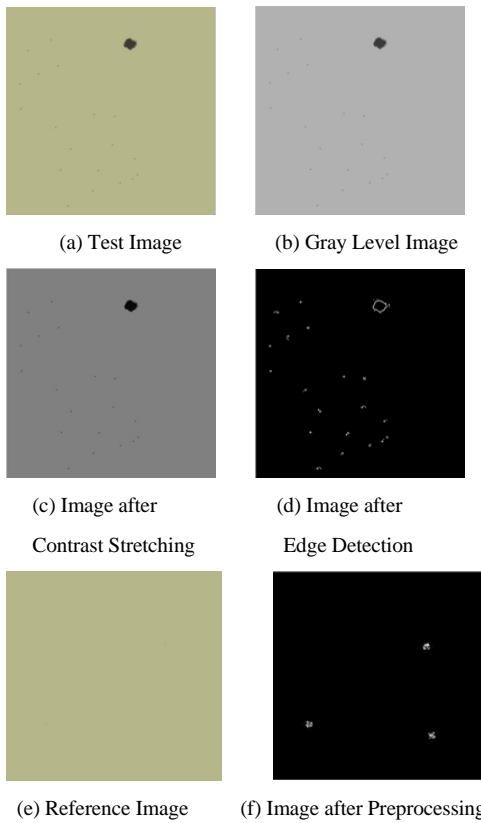 (a) Test Image
(b) Gray Level Image
(c) Image after
Contrast Stretching
(d) Image after
Edge Detection
(e) Reference Image
(f) Image after Preprocessing